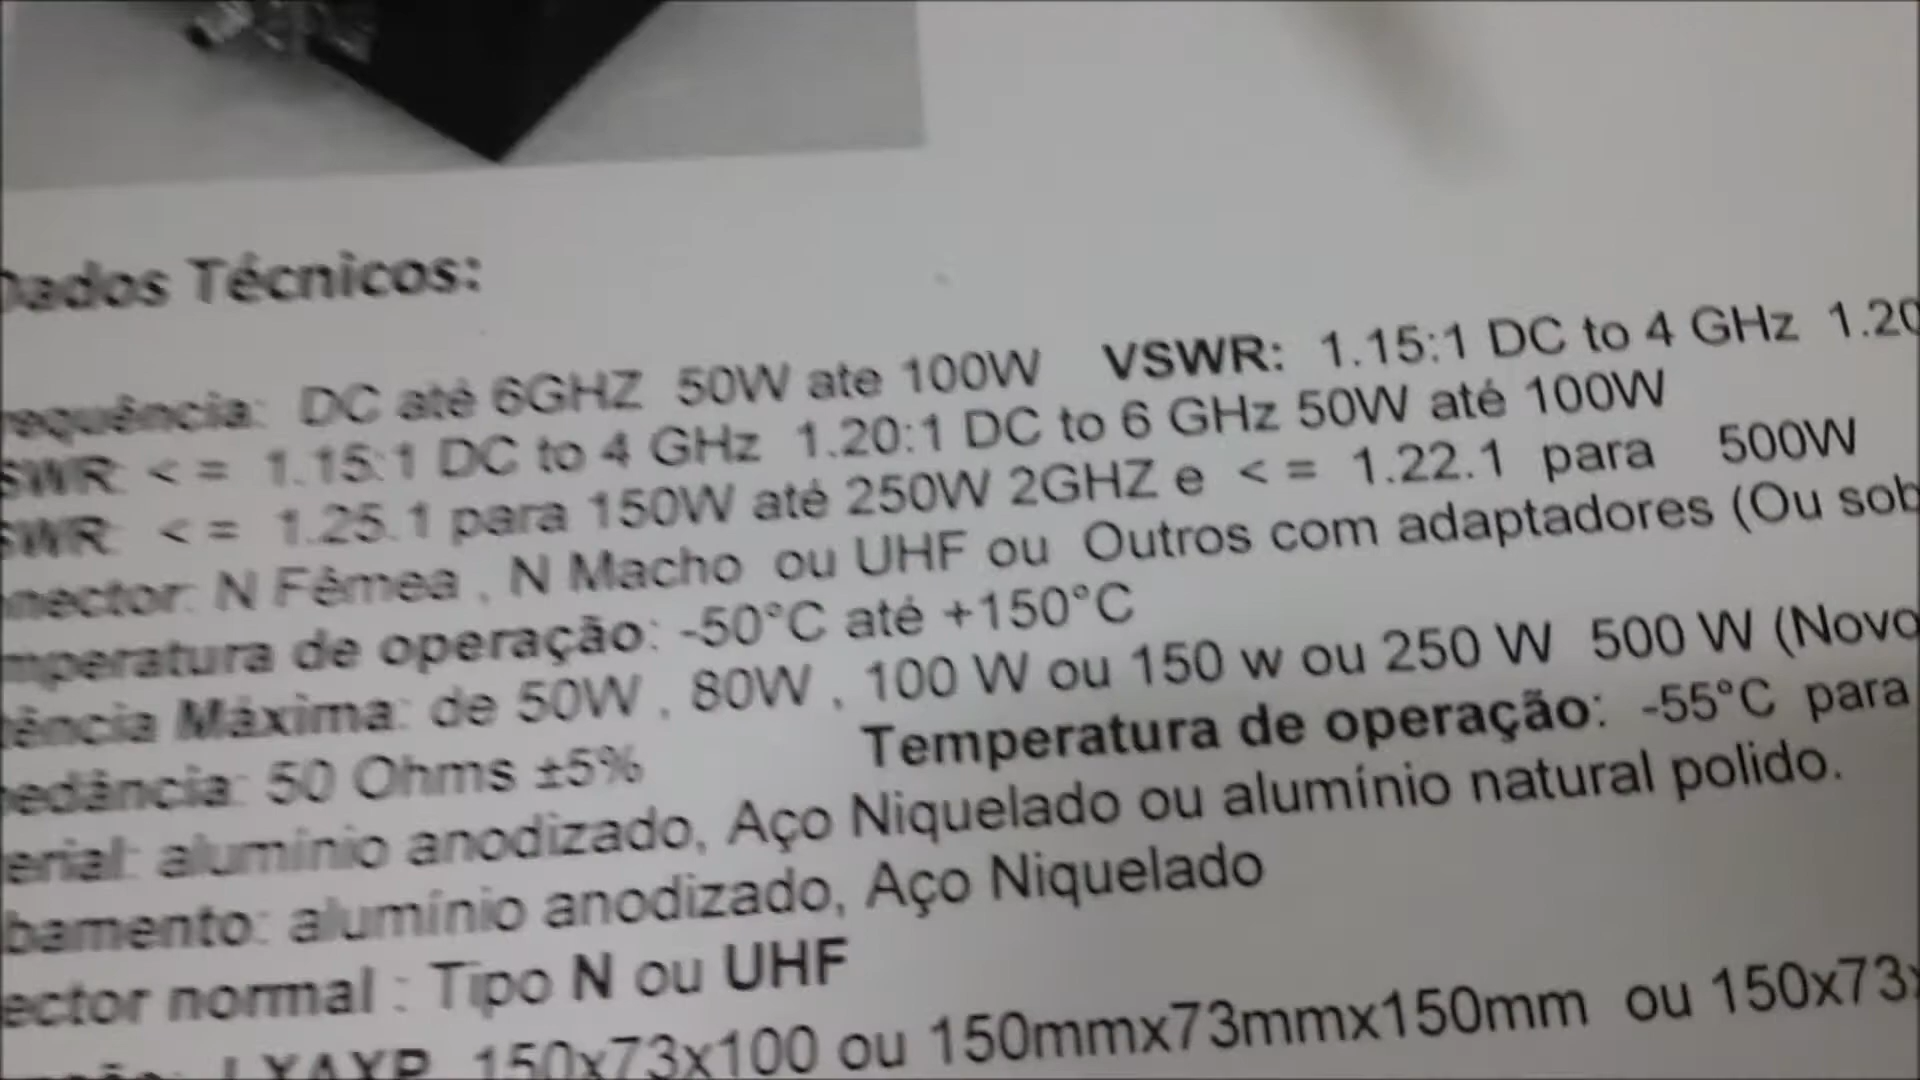 Dados Técnicos:
requência: DC até 6GHZ 50W ate 100W VSWR: 1.15:1 DC to 4 GHz 1.20
SWR: <= 1.15:1 DC to 4 GHz 1.20:1 DC to 6 GHz 50W até 100W
SWR: <= 1.25.1 para 150W até 250W 2GHZ e <= 1.22.1 para 500W
nector: N Fêmea , N Macho ou UHF ou Outros com adaptadores (Ou sob
mperatura de operação: -50°C até +150°C
tência Máxima: de 50W , 80W , 100 W ou 150 w ou 250 W 500 W (Novo
edância: 50 Ohms ±5% Temperatura de operação: -55°C para
erial: alumínio anodizado, Aço Niquelado ou alumínio natural polido.
bamento: alumínio anodizado, Aço Niquelado
ector normal : Tipo N ou UHF
LXAXP 150x73x100 ou 150mmx73mmx150mm ou 150x73x